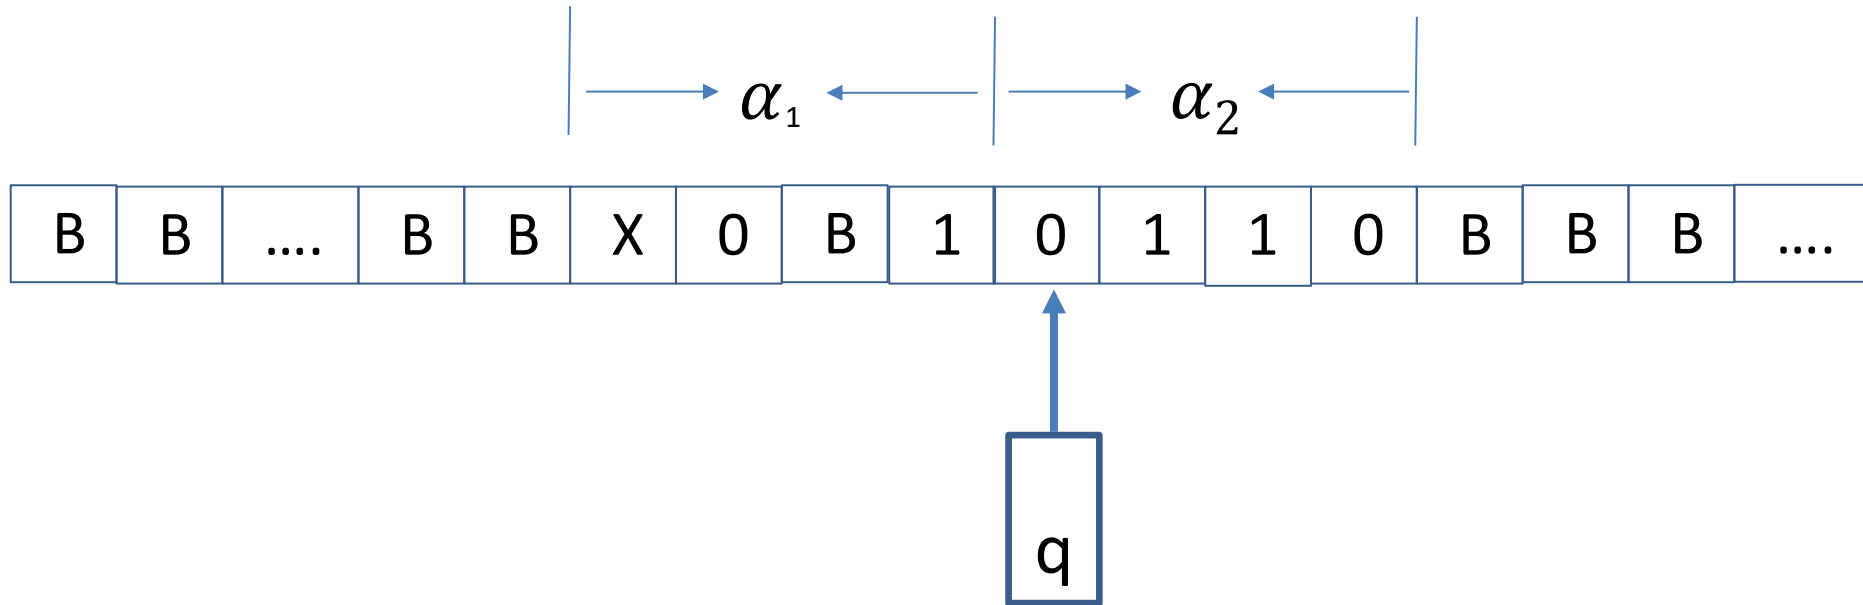 α₁ α₂
B B .... B B X 0 B 1 0 1 1 0 B B B ....
q